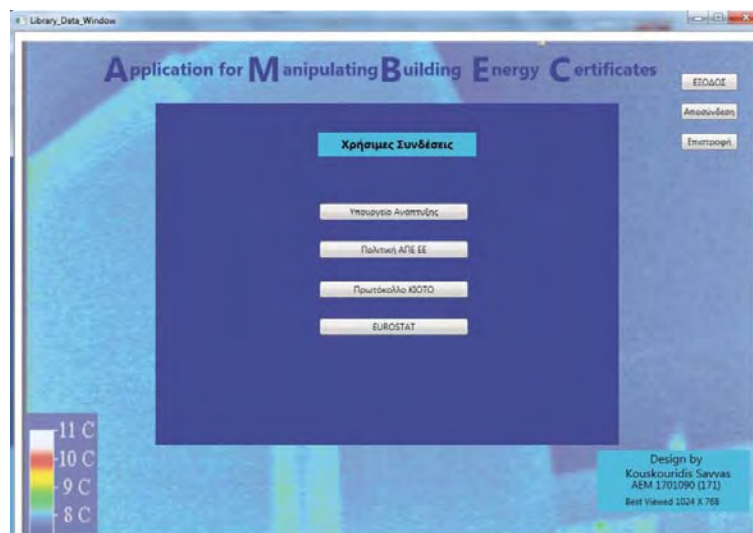 Library_Data_Window
Application for Manipulating Building Energy Certificates
ΕΞΟΔΟΣ
Αποσύνδεση
Επιστροφή
Χρήσιμες Συνδέσεις
Υπουργείο Ανάπτυξης
Πολιτική ΑΠΕ ΕΕ
Πρωτόκολλο ΚΙΟΤΟ
EUROSTAT
11 C
10 C
9 C
8 C
Design by
Kouskouridis Savvas
AEM 1701090 (171)
Best Viewed 1024 X 768